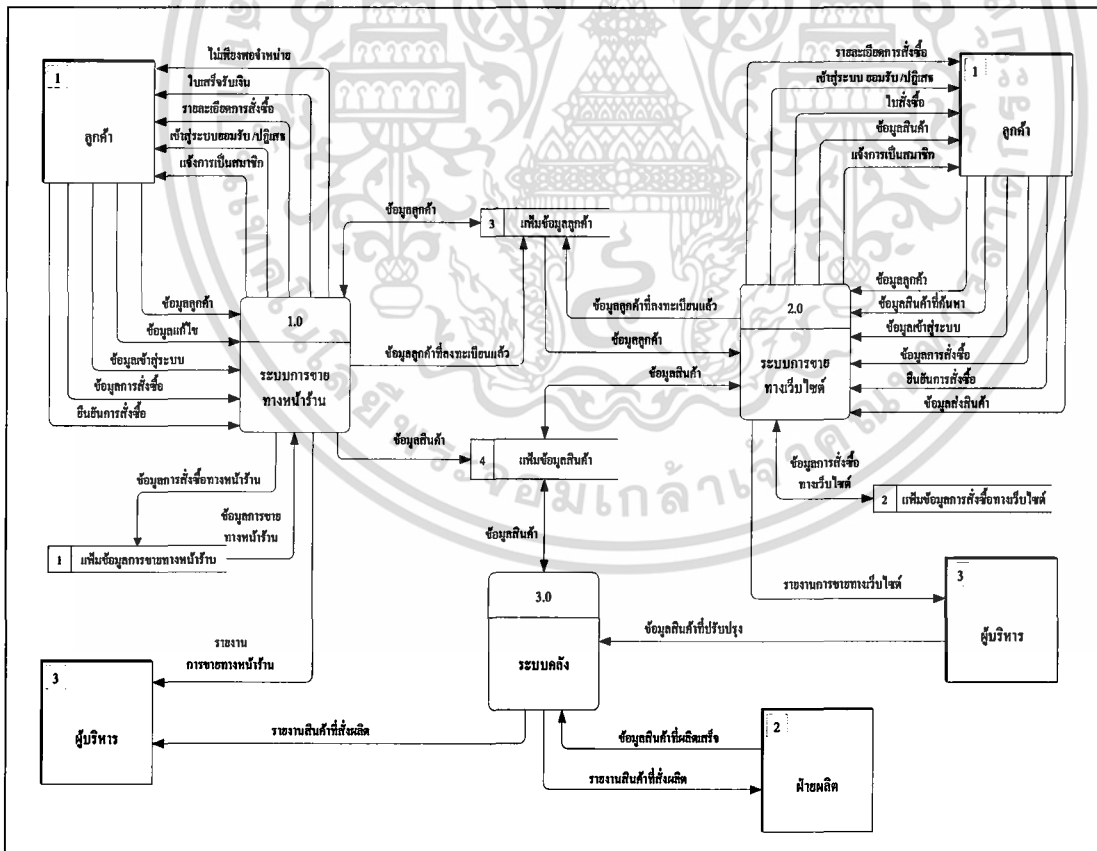 ไม่เพียงพอจำหน่าย
ใบเสร็จรับเงิน
รายละเอียดการสั่งซื้อ
เข้าสู่ระบบยอมรับ /ปฏิเสธ
แจ้งการเป็นสมาชิก
1
ลูกค้า
รายละเอียดการสั่งซื้อ
เข้าสู่ระบบ ยอมรับ /ปฏิเสธ
ใบสั่งซื้อ
ข้อมูลสินค้า
แจ้งการเป็นสมาชิก
1
ลูกค้า
ข้อมูลลูกค้า
3 แฟ้มข้อมูลลูกค้า
ข้อมูลลูกค้า
ข้อมูลแก้ไข
ข้อมูลเข้าสู่ระบบ
ข้อมูลการสั่งซื้อ
ยืนยันการสั่งซื้อ
1.0
ระบบการขาย
ทางหน้าร้าน
ข้อมูลลูกค้าที่ลงทะเบียนแล้ว
ข้อมูลลูกค้าที่ลงทะเบียนแล้ว
ข้อมูลลูกค้า
ข้อมูลสินค้า
2.0
ระบบการขาย
ทางเว็บไซต์
ข้อมูลลูกค้า
ข้อมูลสินค้าที่ค้นหา
ข้อมูลเข้าสู่ระบบ
ข้อมูลการสั่งซื้อ
ยืนยันการสั่งซื้อ
ข้อมูลส่งสินค้า
ข้อมูลสินค้า
4 แฟ้มข้อมูลสินค้า
ข้อมูลการสั่งซื้อทางหน้าร้าน
ข้อมูลการขาย
ทางหน้าร้าน
1 แฟ้มข้อมูลการขายทางหน้าร้าน
ข้อมูลการสั่งซื้อ
ทางเว็บไซต์
2 แฟ้มข้อมูลการสั่งซื้อทางเว็บไซต์
ข้อมูลสินค้า
3.0
ระบบคลัง
รายงานการขายทางเว็บไซต์
3
ผู้บริหาร
ข้อมูลสินค้าที่ปรับปรุง
รายงาน
การขายทางหน้าร้าน
3
ผู้บริหาร
รายงานสินค้าที่สั่งผลิต
ข้อมูลสินค้าที่ผลิตเสร็จ
รายงานสินค้าที่สั่งผลิต
2
ฝ่ายผลิต